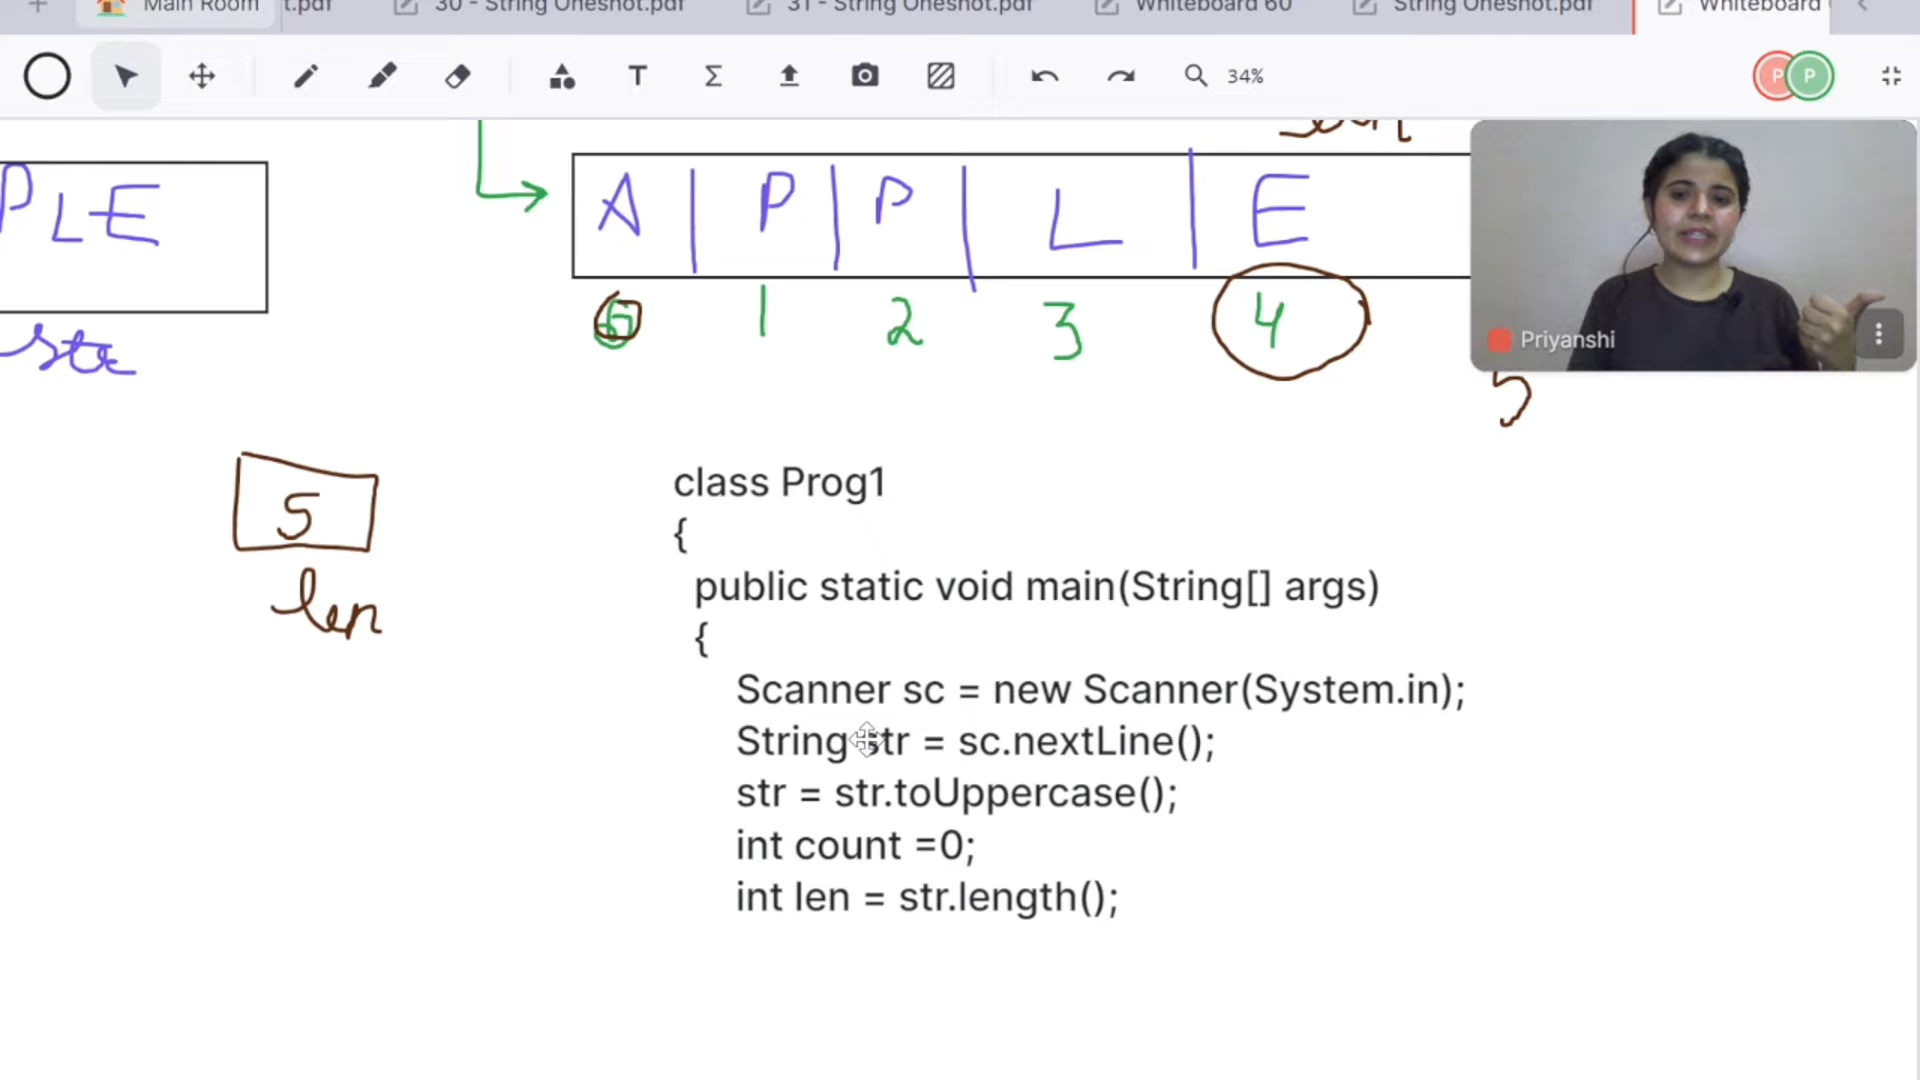 Main Room
t.pdf
30 - String Oneshot.pdf
31 - String Oneshot.pdf
Whiteboard 60
String Oneshot.pdf
Whiteboard
T Σ 34% P P
PLE
A | P | P | L | E
1 2 3 4
str
Priyanshi
5
5
len
class Prog1
{
public static void main(String[] args)
{
Scanner sc = new Scanner(System.in);
String str = sc.nextLine();
str = str.toUppercase();
int count =0;
int len = str.length();